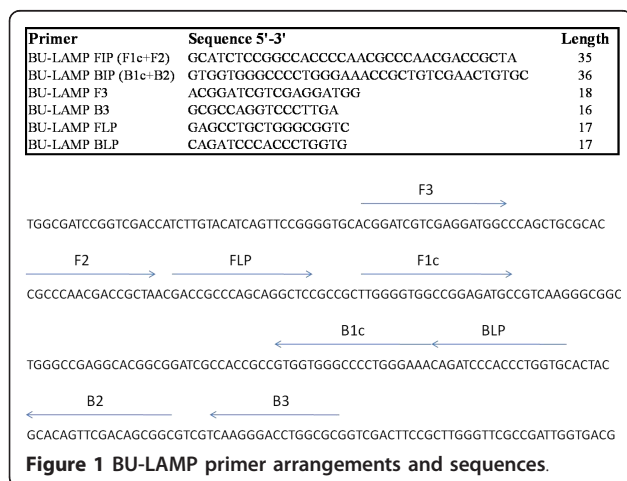 Primer Sequence 5'-3' Length
BU-LAMP FIP (F1c+F2) GCATCTCCGGCCACCCCAACGCCCAACGACCGCTA 35
BU-LAMP BIP (B1c+B2) GTGGTGGGCCCCTGGGAAACCGCTGTCGAACTGTGC 36
BU-LAMP F3 ACGGATCGTCGAGGATGG 18
BU-LAMP B3 GCGCCAGGTCCCTTGA 16
BU-LAMP FLP GAGCCTGCTGGGCGGTC 17
BU-LAMP BLP CAGATCCCACCCTGGTG 17
F3
TGGCGATCCGGTCGACCATCTTGTACATCAGTTCCGGGGTGCACGGATCGTCGAGGATGGCCCAGCTGCGCAC
F2 FLP F1c
CGCCCAACGACCGCTAACGACCGCCCAGCAGGCTCCGCCGCTTGGGGTGGCCGGAGATGCCGTCAAGGGCGGC
B1c BLP
TGGGCCGAGGCACGGCGGATCGCCACCGCCGTGGTGGGCCCCTGGGAAACAGATCCCACCCTGGTGCACTAC
B2 B3
GCACAGTTCGACAGCGGCGTCGTCAAGGGACCTGGCGCGGTCGACTTCCGCTTGGGTTCGCCGATTGGTGACG
Figure 1 BU-LAMP primer arrangements and sequences.